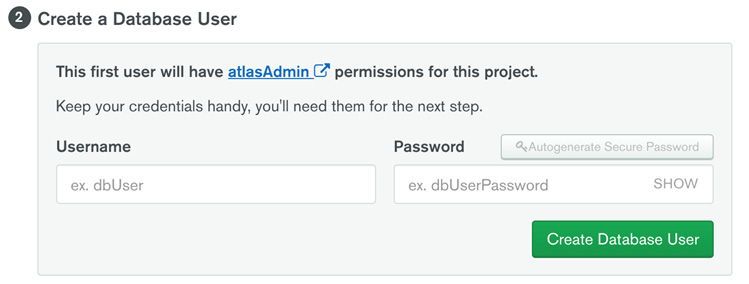 2 Create a Database User
This first user will have atlasAdmin permissions for this project.
Keep your credentials handy, you'll need them for the next step.
Username
Password
Autogenerate Secure Password
ex. dbUser
ex. dbUserPassword
SHOW
Create Database User